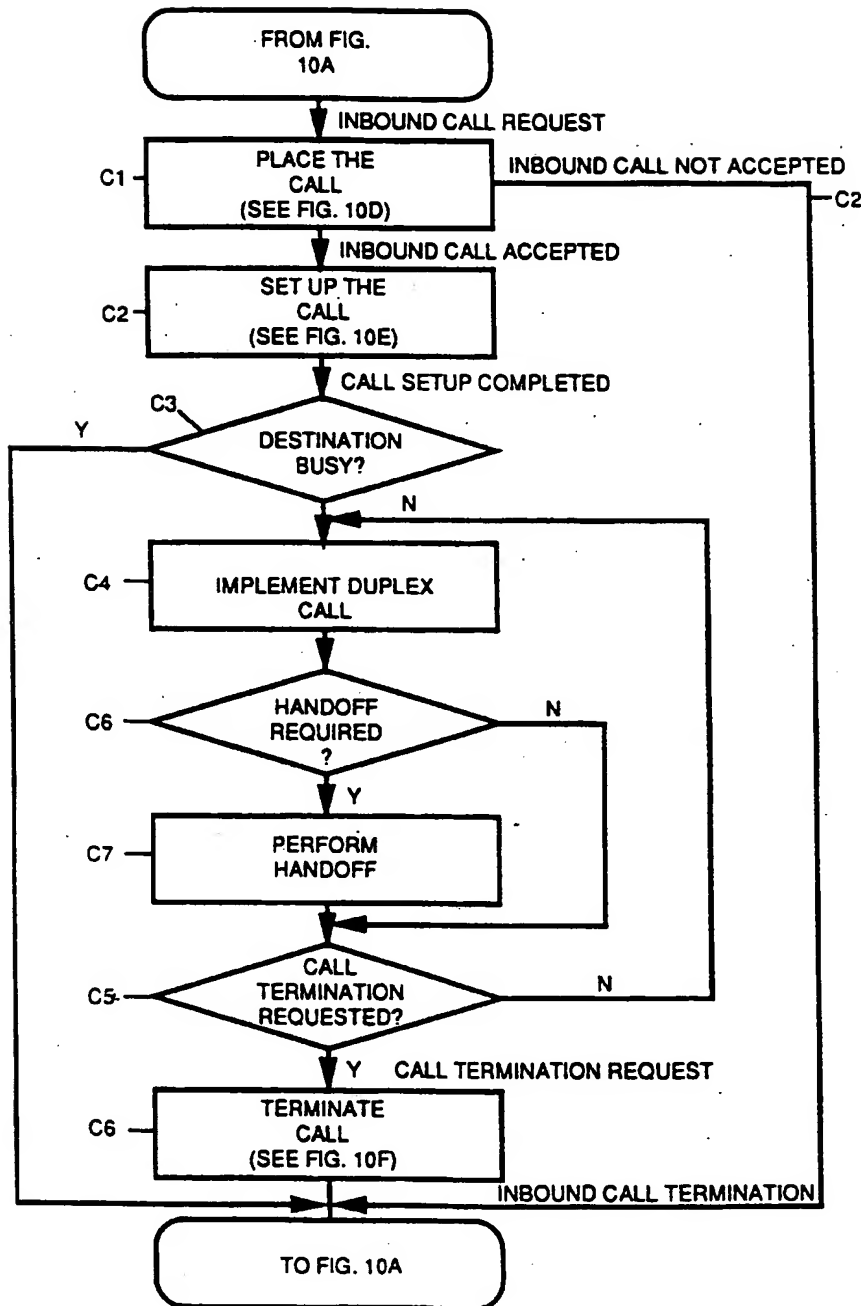 FROM FIG.
10A
INBOUND CALL REQUEST
C1
PLACE THE
CALL
(SEE FIG. 10D)
INBOUND CALL NOT ACCEPTED
C2
INBOUND CALL ACCEPTED
C2
SET UP THE
CALL
(SEE FIG. 10E)
CALL SETUP COMPLETED
C3
Y
DESTINATION
BUSY?
N
C4
IMPLEMENT DUPLEX
CALL
C6
HANDOFF
REQUIRED
?
N
Y
C7
PERFORM
HANDOFF
C5
CALL
TERMINATION
REQUESTED?
N
Y
CALL TERMINATION REQUEST
C6
TERMINATE
CALL
(SEE FIG. 10F)
INBOUND CALL TERMINATION
TO FIG. 10A